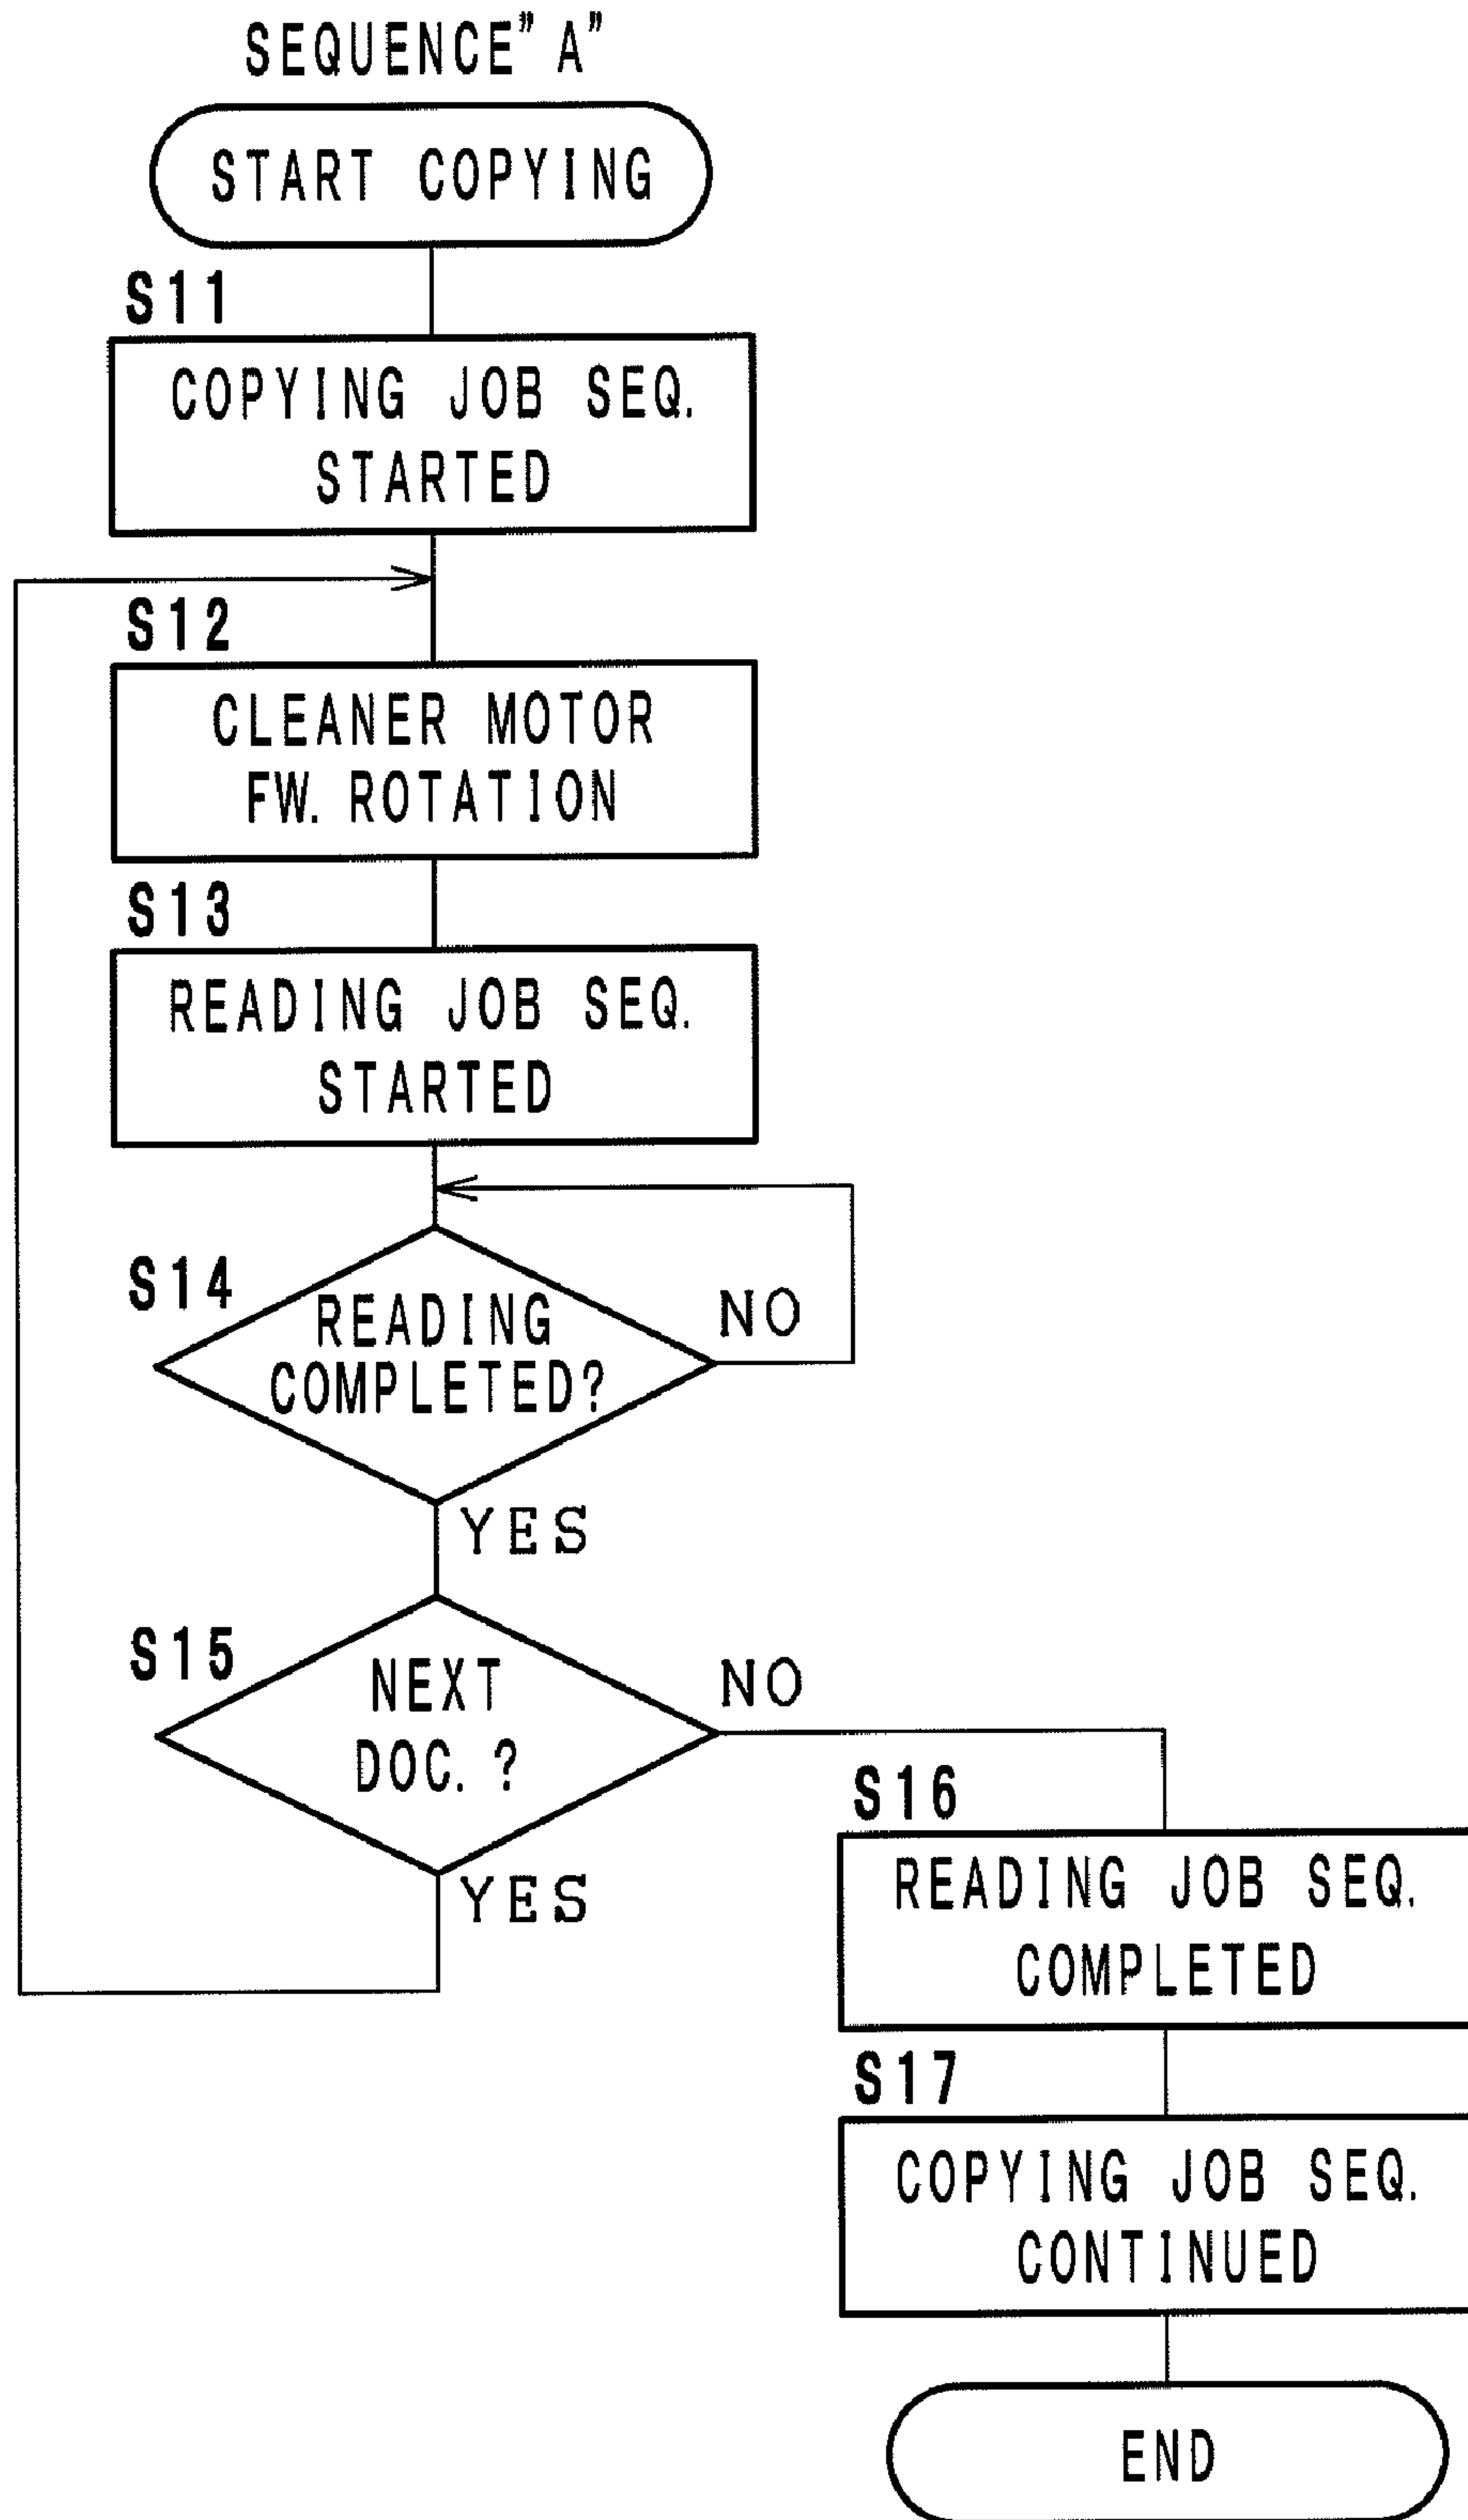 SEQUENCE"A"
START COPYING
S11
COPYING JOB SEQ.
STARTED
S12
CLEANER MOTOR
FW. ROTATION
S13
READING JOB SEQ.
STARTED
S14
READING
COMPLETED?
NO
YES
S15
NEXT
DOC. ?
NO
YES
S16
READING JOB SEQ.
COMPLETED
S17
COPYING JOB SEQ.
CONTINUED
END